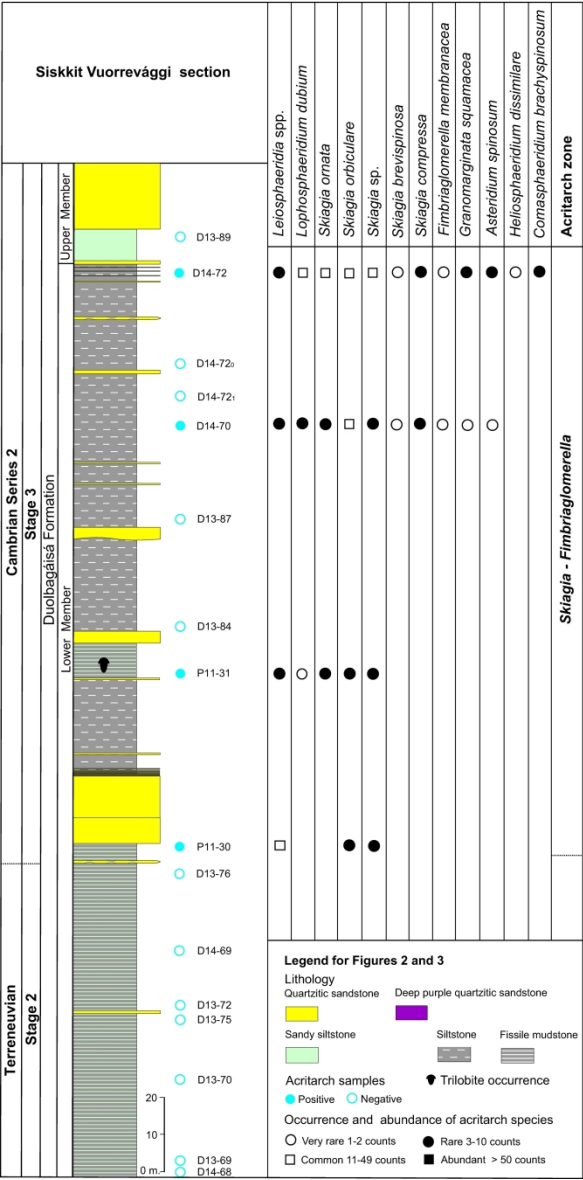 Siskkit Vuorrevággi section
Leiosphaeridia spp.
Lophosphaeridium dubium
Skiagia ornata
Skiagia orbiculare
Skiagia sp.
Skiagia brevispinosa
Skiagia compressa
Fimbriaglomerella membranacea
Granomarginata squamacea
Asteridium spinosum
Heliosphaeridium dissimilare
Comasphaeridium brachyspinosum
Acritarch zone
Cambrian Series 2
Stage 3
Terreneuvian
Stage 2
Duolbagáisá Formation
Upper Member
Lower Member
D13-89
D14-72
D14-72₀
D14-72₁
D14-70
D13-87
D13-84
P11-31
P11-30
D13-76
D14-69
D13-72
D13-75
D13-70
D13-69
D14-68
20
10
0 m.
Skiagia - Fimbriaglomerella
Legend for Figures 2 and 3
Lithology
Quartzitic sandstone Deep purple quartzitic sandstone
Sandy siltstone Siltstone Fissile mudstone
Acritarch samples Trilobite occurrence
Positive Negative
Occurrence and abundance of acritarch species
Very rare 1-2 counts Rare 3-10 counts
Common 11-49 counts Abundant > 50 counts